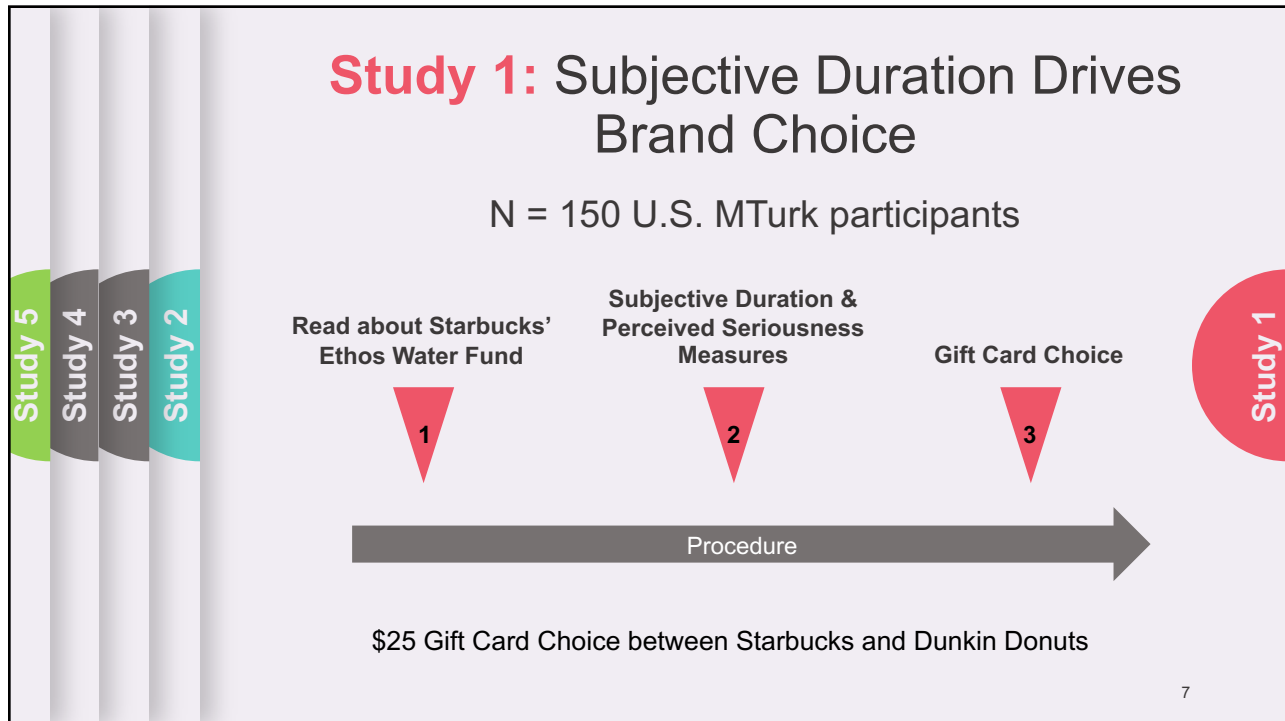 Study 1: Subjective Duration Drives
Brand Choice
N = 150 U.S. MTurk participants
Study 5
Study 4
Study 3
Study 2
Read about Starbucks’
Ethos Water Fund
1
Subjective Duration &
Perceived Seriousness
Measures
2
Gift Card Choice
3
Study 1
Procedure
$25 Gift Card Choice between Starbucks and Dunkin Donuts
7